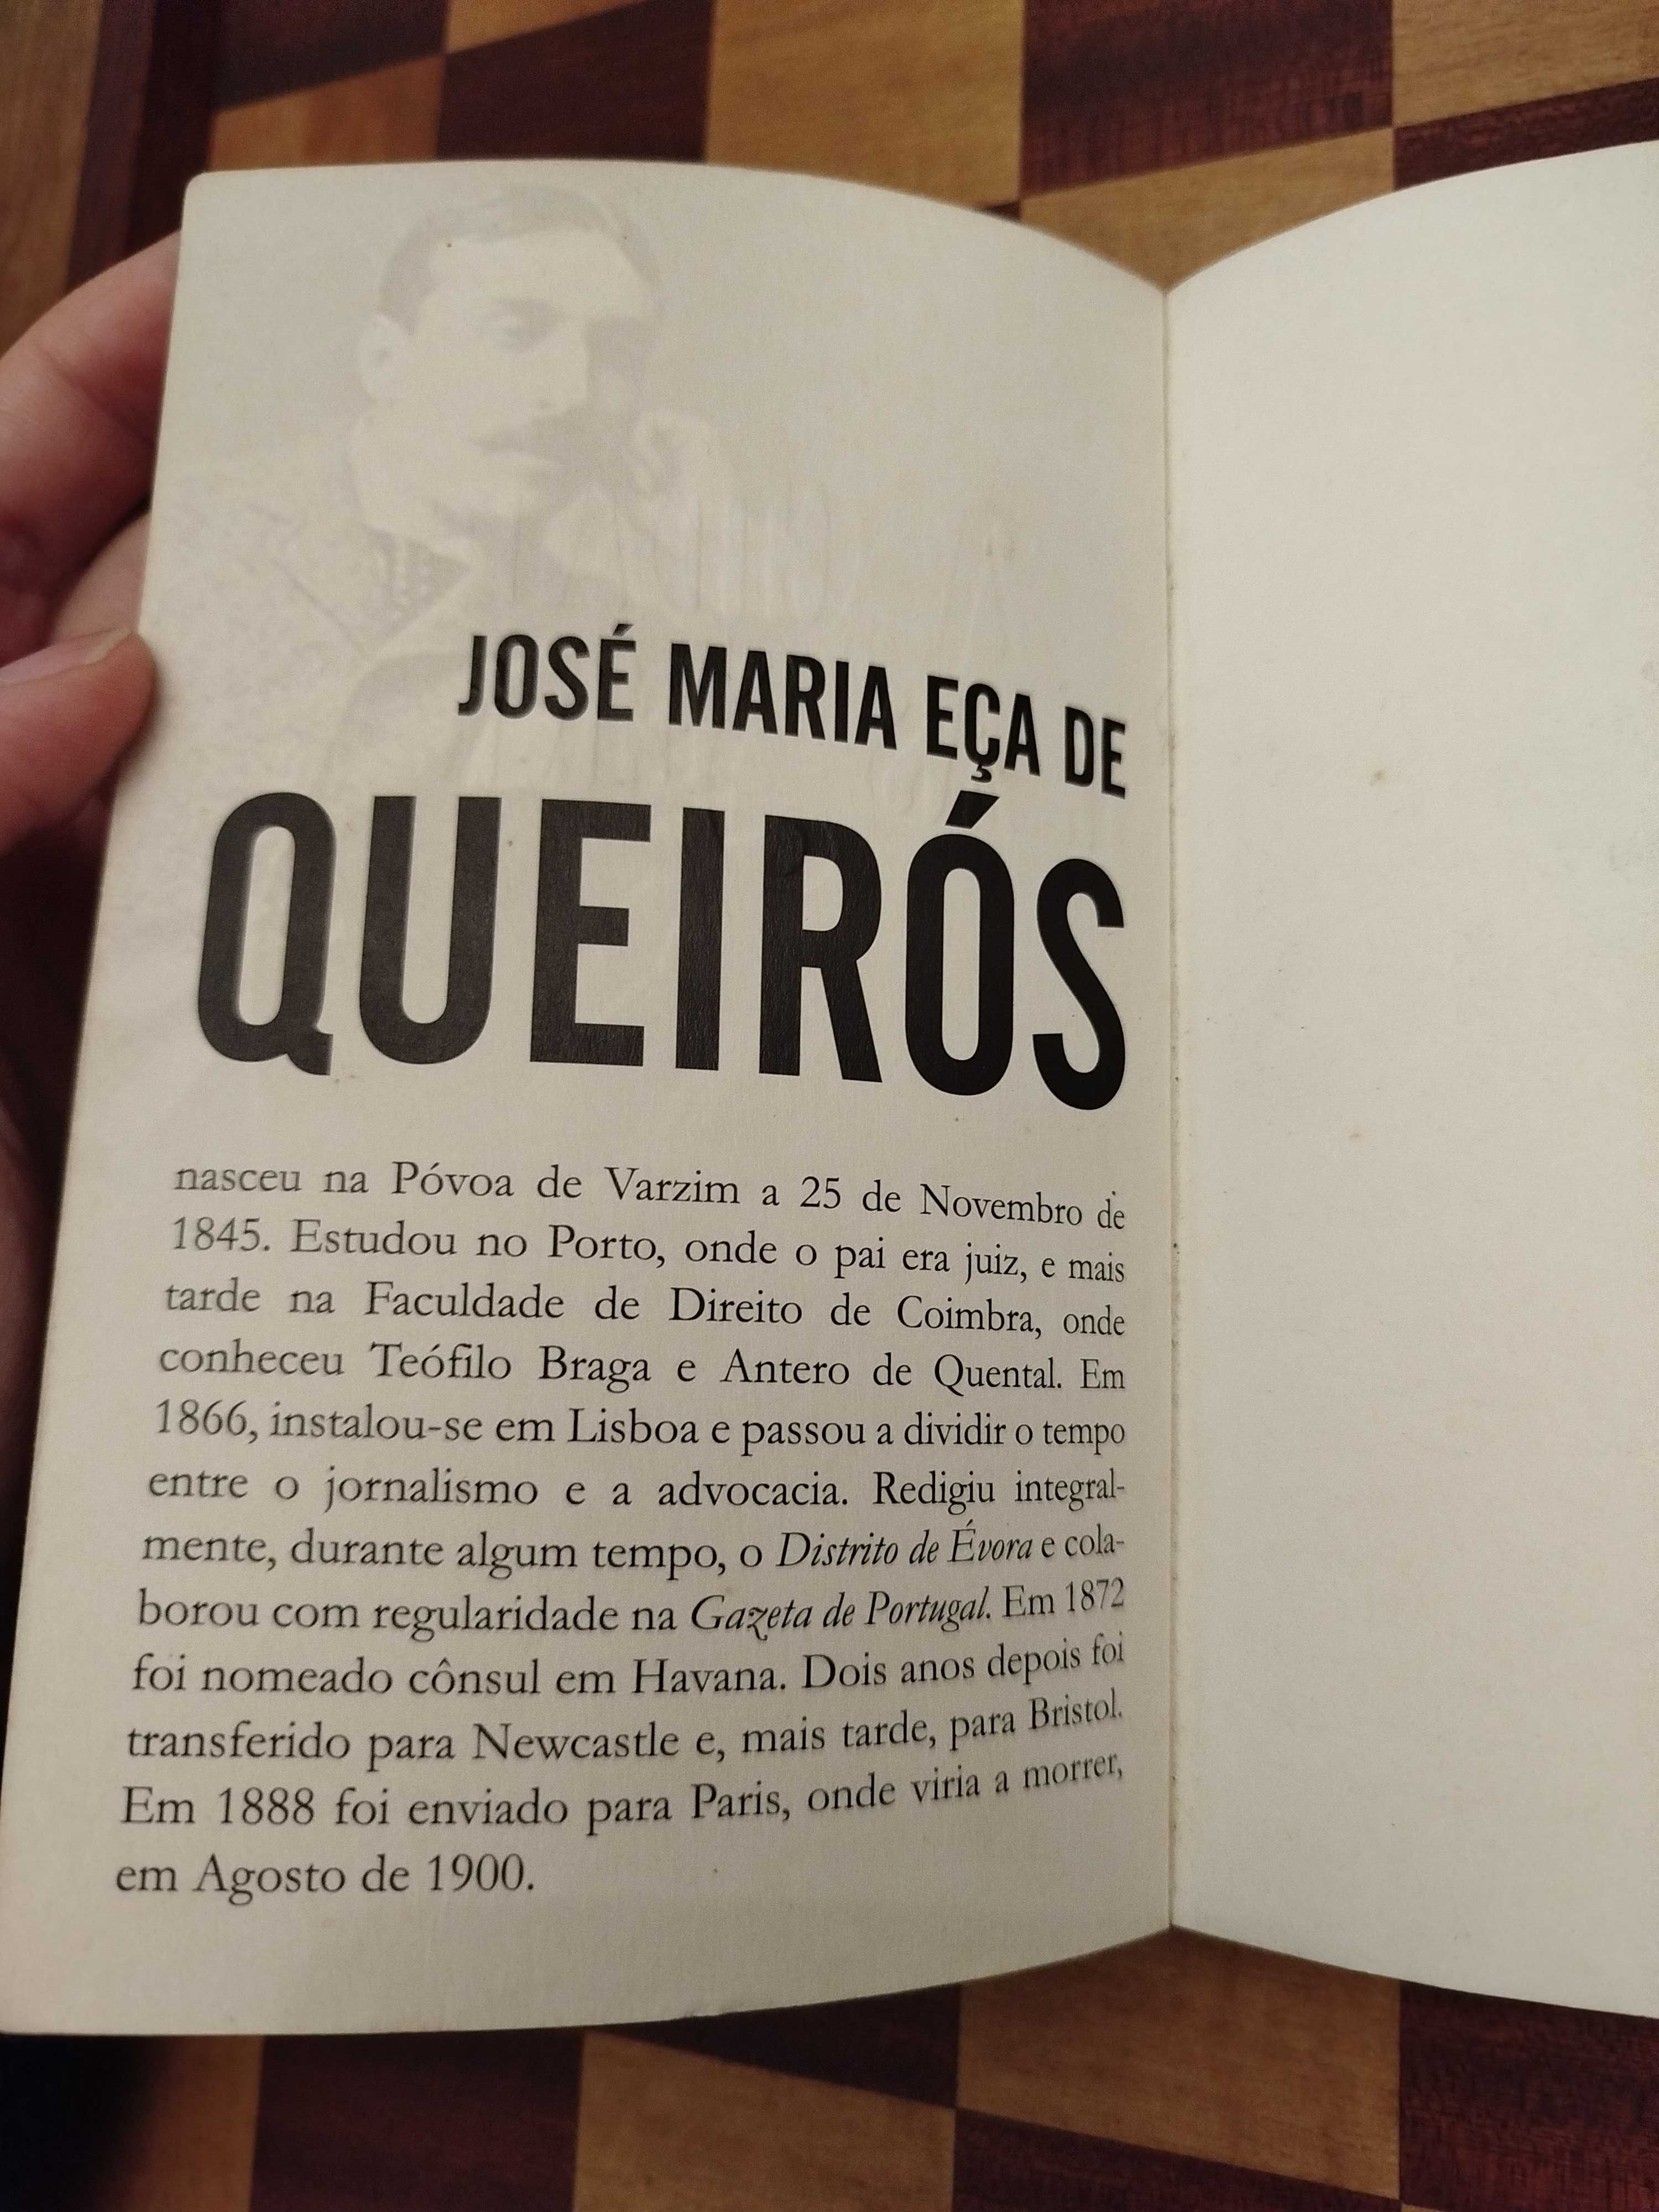 JOSÉ MARIA EÇA DE
QUEIRÓS
nasceu na Póvoa de Varzim a 25 de Novembro de
1845. Estudou no Porto, onde o pai era juiz, e mais
tarde na Faculdade de Direito de Coimbra, onde
conheceu Teófilo Braga e Antero de Quental. Em
1866, instalou-se em Lisboa e passou a dividir o tempo
entre o jornalismo e a advocacia. Redigiu integral-
mente, durante algum tempo, o Distrito de Évora e cola-
borou com regularidade na Gazeta de Portugal. Em 1872
foi nomeado cônsul em Havana. Dois anos depois foi
transferido para Newcastle e, mais tarde, para Bristol.
Em 1888 foi enviado para Paris, onde viria a morrer,
em Agosto de 1900.